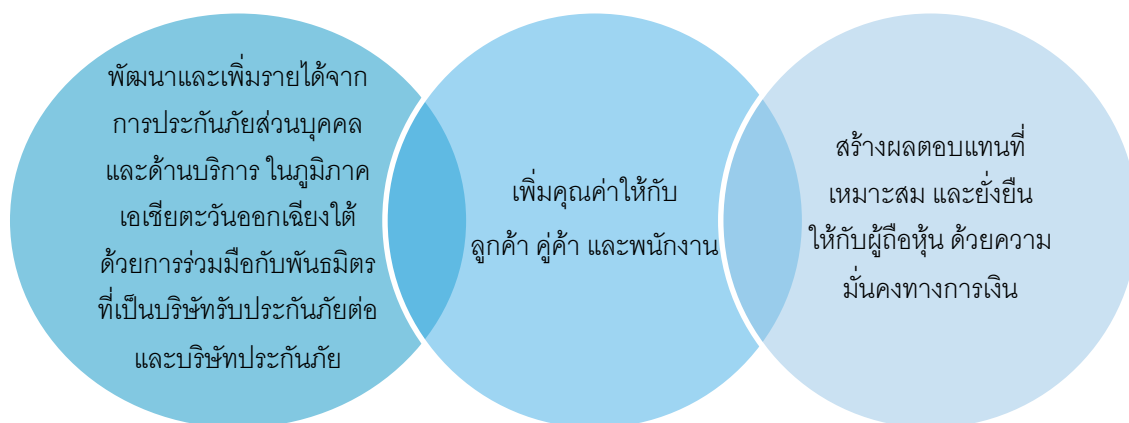 พัฒนาและเพิ่มรายได้จาก
การประกันภัยส่วนบุคคล
และด้านบริการ ในภูมิภาค
เอเชียตะวันออกเฉียงใต้
ด้วยการร่วมมือกับพันธมิตร
ที่เป็นบริษัทรับประกันภัยต่อ
และบริษัทประกันภัย
เพิ่มคุณค่าให้กับ
ลูกค้า คู่ค้า และพนักงาน
สร้างผลตอบแทนที่
เหมาะสม และยั่งยืน
ให้กับผู้ถือหุ้น ด้วยความ
มั่นคงทางการเงิน